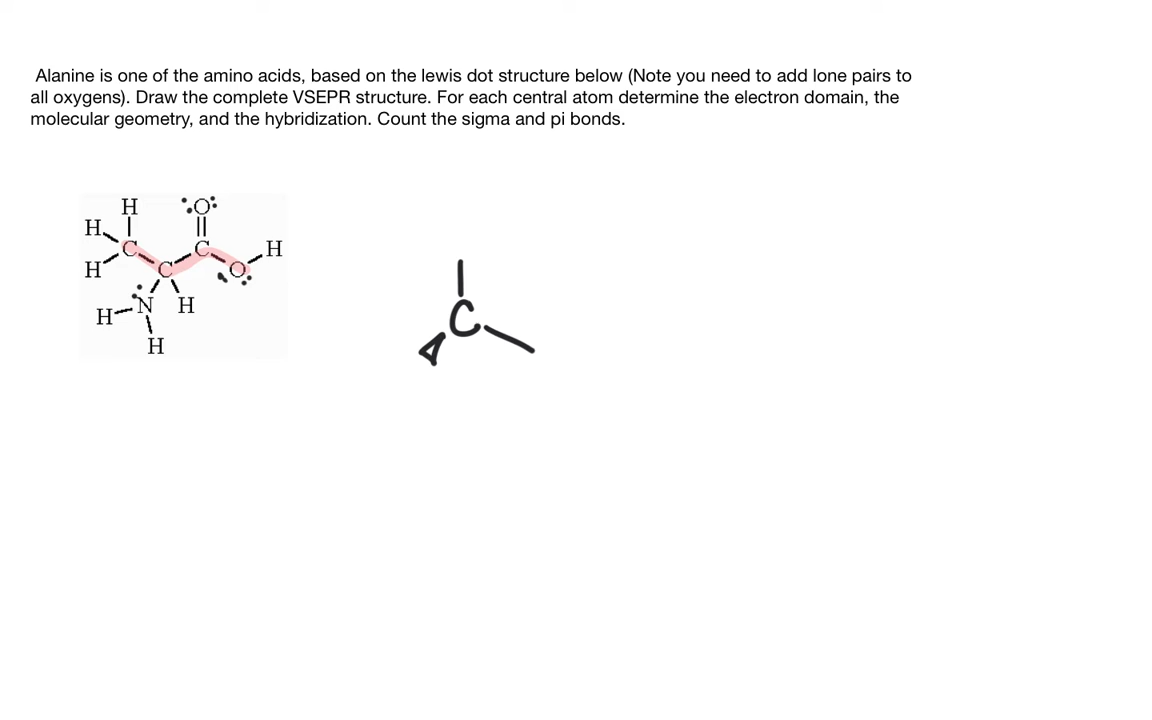 Alanine is one of the amino acids, based on the lewis dot structure below (Note you need to add lone pairs to
all oxygens). Draw the complete VSEPR structure. For each central atom determine the electron domain, the
molecular geometry, and the hybridization. Count the sigma and pi bonds.
H :O:
H
C C H
H C O
H N H
H
C